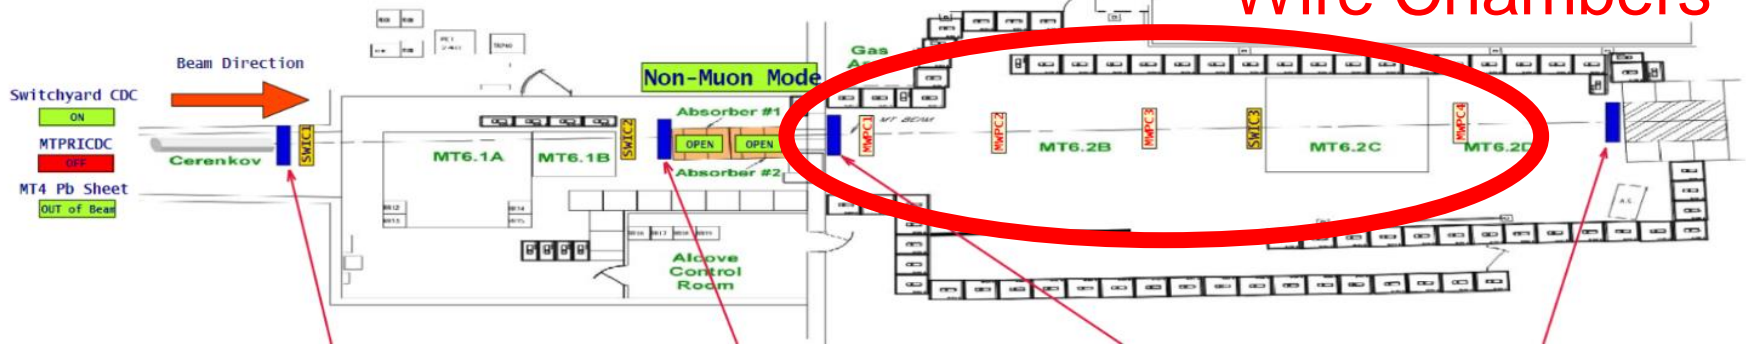 Wire Chambers
Beam Direction
Switchyard CDC
ON
MTPRICDC
OFF
MT4 Pb Sheet
OUT of Beam
Cerenkov
SWIC1
MT6.1A
MT6.1B
SWIC2
Non-Muon Mode
Absorber #1
OPEN
OPEN
Absorber #2
Gas
MT BEAM
MWPC1
MWPC2
MT6.2B
MWPC3
SWIC3
MT6.2C
MWPC4
MT6.2D
Alcove
Control
Room